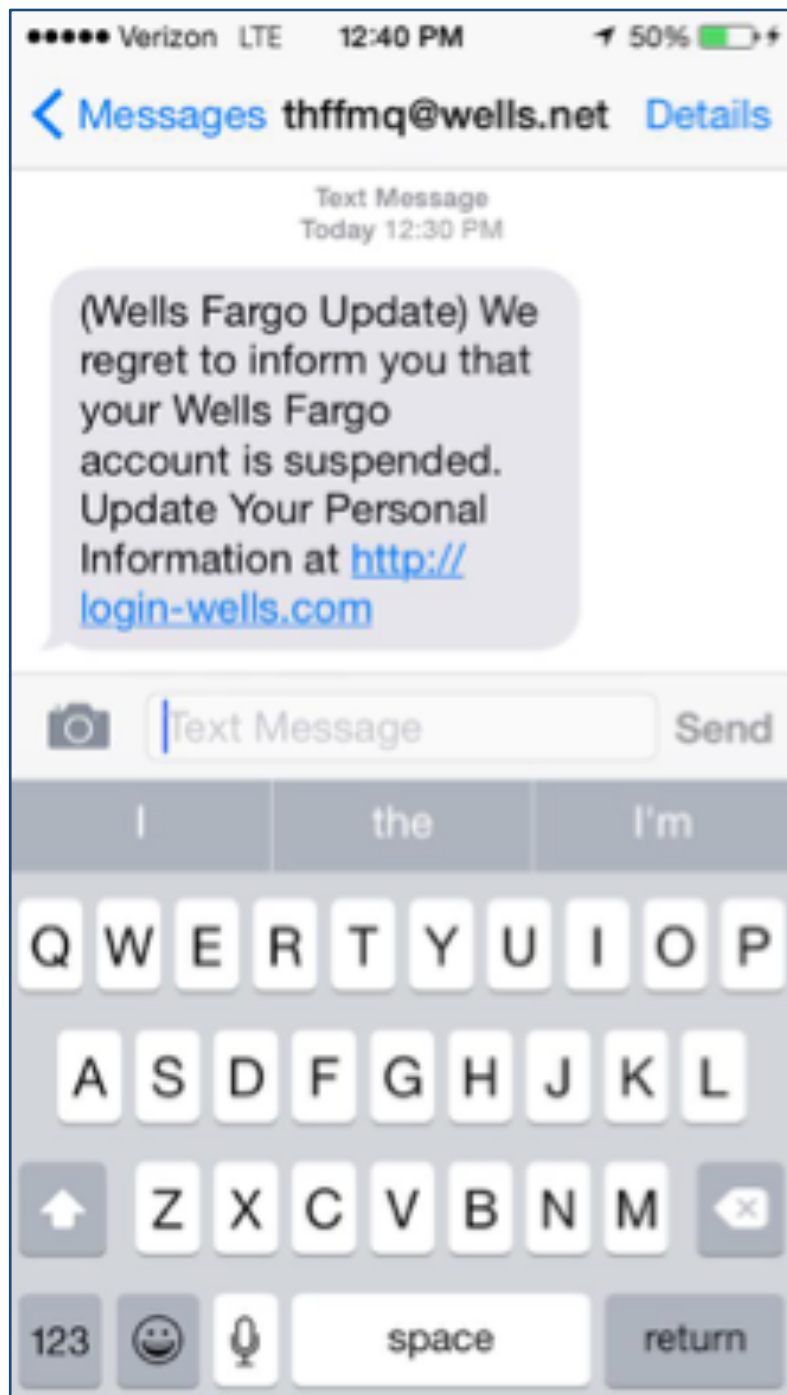 Verizon LTE 12:40 PM 50%
Messages thffmq@wells.net Details
Text Message
Today 12:30 PM
(Wells Fargo Update) We
regret to inform you that
your Wells Fargo
account is suspended.
Update Your Personal
Information at http://
login-wells.com
Text Message Send
I the I'm
Q W E R T Y U I O P
A S D F G H J K L
Z X C V B N M
123 space return